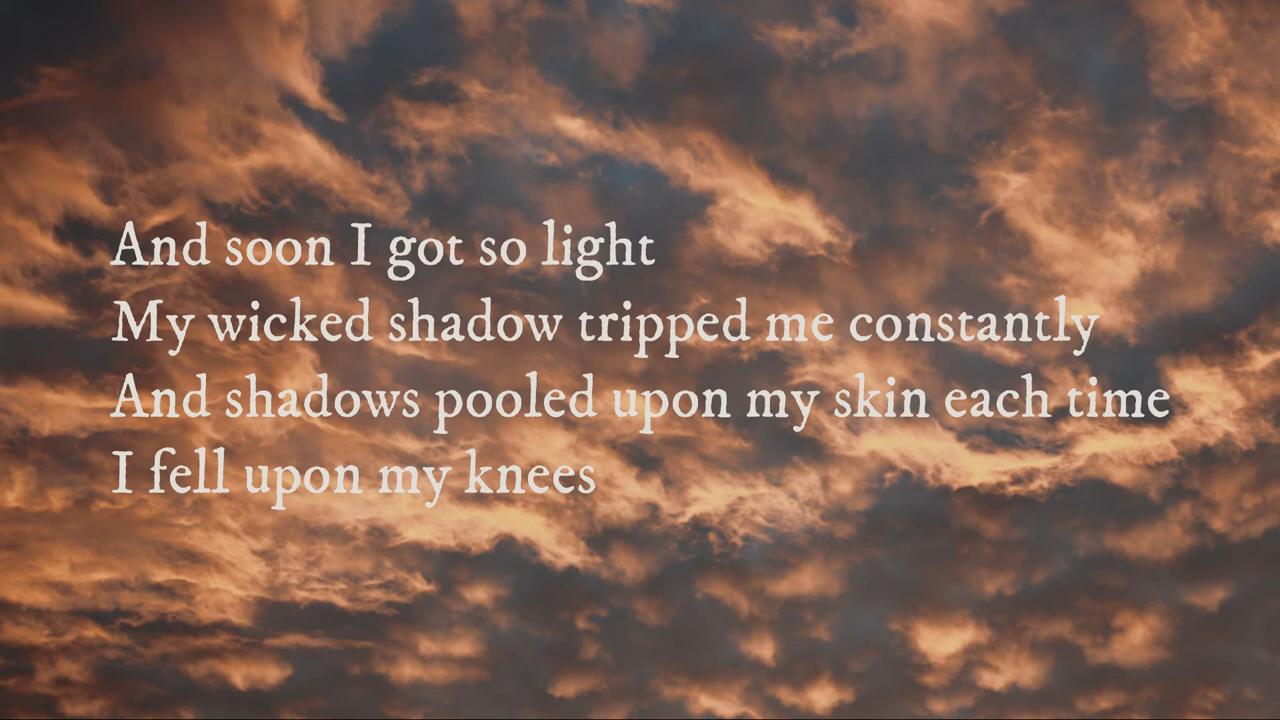 And soon I got so light
My wicked shadow tripped me constantly
And shadows pooled upon my skin each time
I fell upon my knees